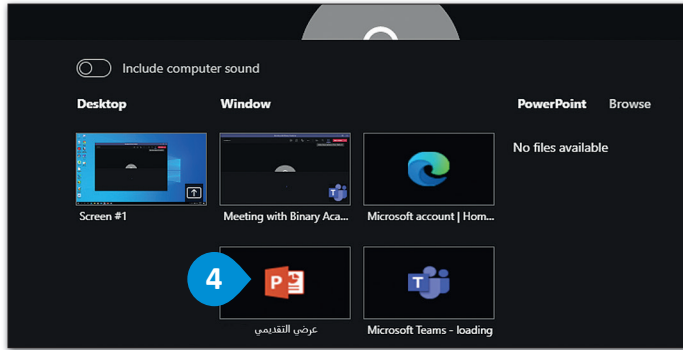 Include computer sound
Desktop
Window
PowerPoint
Browse
No files available
Screen #1
Meeting with Binary Aca...
Microsoft account | Hom...
4
عرضي التقديمي
Microsoft Teams - loading